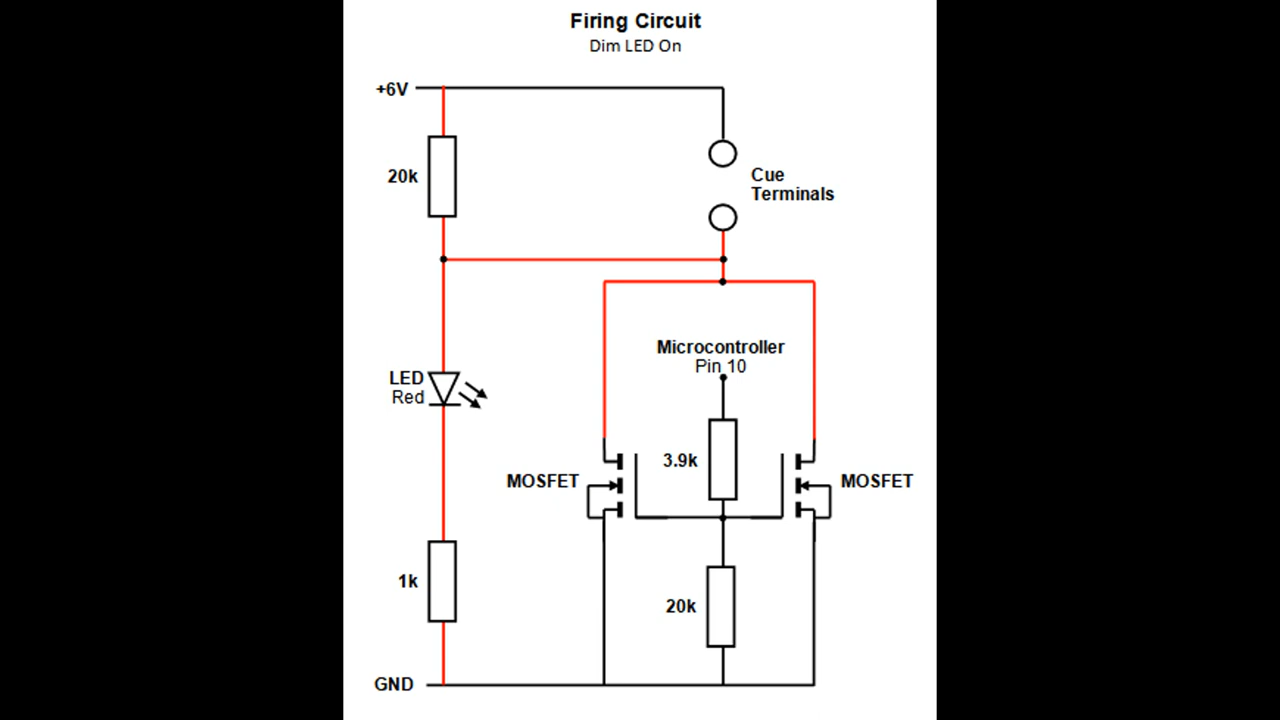 Firing Circuit
Dim LED On
+6V
20k
Cue
Terminals
Microcontroller
Pin 10
LED
Red
3.9k
MOSFET
MOSFET
1k
20k
GND